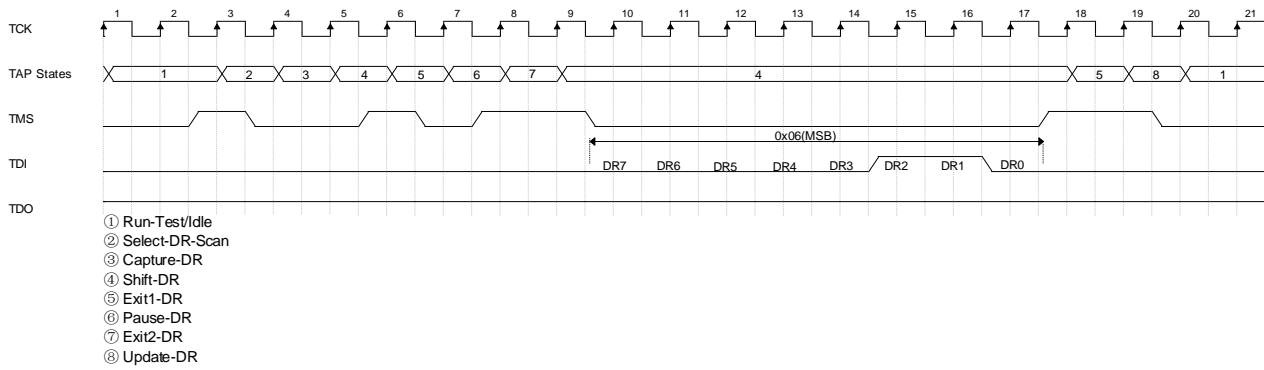 1 2 3 4 5 6 7 8 9 10 11 12 13 14 15 16 17 18 19 20 21
TCK
TAP States 1 2 3 4 5 6 7 4 5 8 1
TMS
0x06(MSB)
TDI DR7 DR6 DR5 DR4 DR3 DR2 DR1 DR0
TDO
① Run-Test/Idle
② Select-DR-Scan
③ Capture-DR
④ Shift-DR
⑤ Exit1-DR
⑥ Pause-DR
⑦ Exit2-DR
⑧ Update-DR